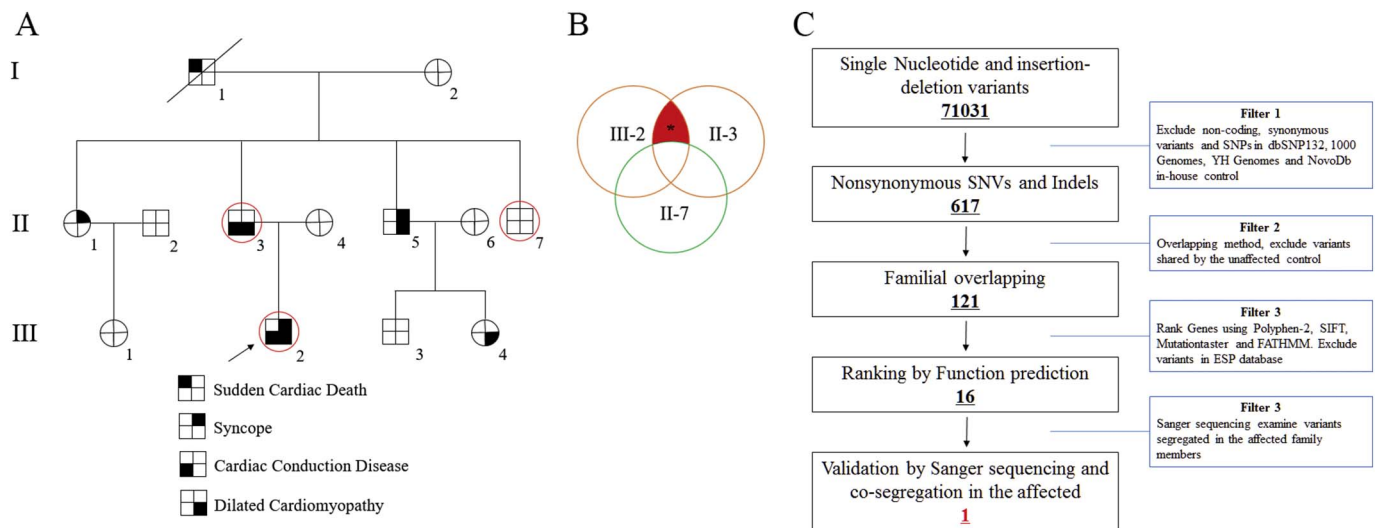 A
I
1
2
II
1
2
3
4
5
6
7
III
1
2
3
4
Sudden Cardiac Death
Syncope
Cardiac Conduction Disease
Dilated Cardiomyopathy
B
III-2
*
II-3
II-7
C
Single Nucleotide and insertion-
deletion variants
71031
Filter 1
Exclude non-coding, synonymous
variants and SNPs in dbSNP132, 1000
Genomes, YH Genomes and NovoDb
in-house control
Nonsynonymous SNVs and Indels
617
Filter 2
Overlapping method, exclude variants
shared by the unaffected control
Familial overlapping
121
Filter 3
Rank Genes using Polyphen-2, SIFT,
Mutationtaster and FATHMM. Exclude
variants in ESP database
Ranking by Function prediction
16
Filter 3
Sanger sequencing examine variants
segregated in the affected family
members
Validation by Sanger sequencing and
co-segregation in the affected
1